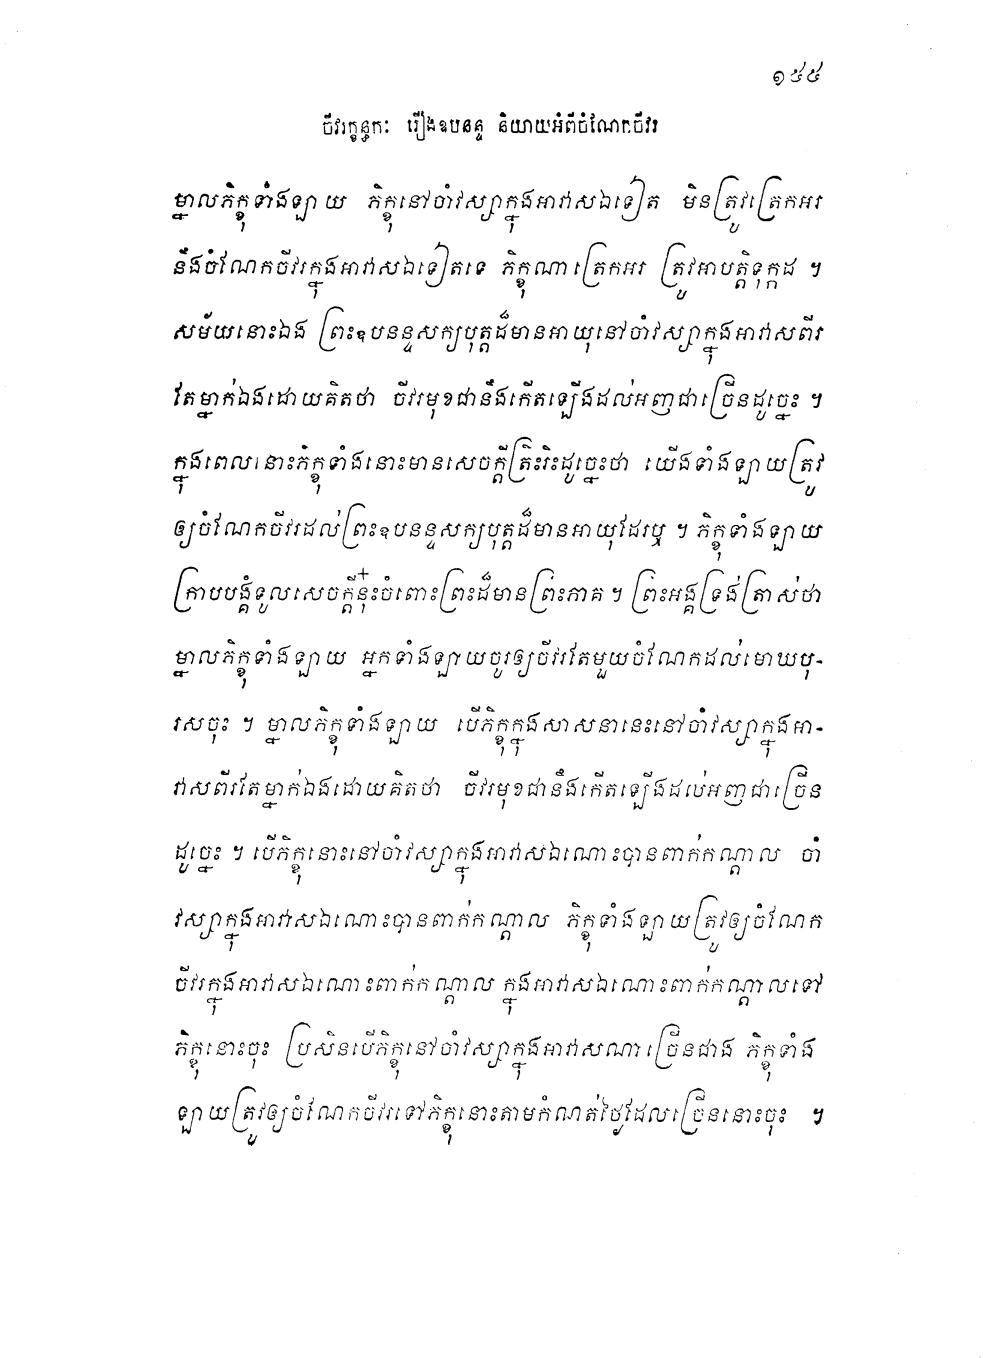 ១៥៥
ចីវរក្ខន្ធកៈ រឿងឧបនន្ទ និយាយអំពីចំណែកចីវរ
ម្នាលភិក្ខុទាំងឡាយ ភិក្ខុនៅចាំវស្សាក្នុងអាវាសឯទៀត មិនត្រូវត្រេកអរ
នឹងចំណែកចីវរក្នុងអាវាសឯទៀតទេ ភិក្ខុណាត្រេកអរ ត្រូវអាបត្តិទុក្កដ ។
សម័យនោះឯង ព្រះឧបនន្ទសក្យបុត្តដ៏មានអាយុនៅចាំវស្សាក្នុងអាវាសពីរ
តែម្នាក់ឯងដោយគិតថា ចីវរមុខជានឹងកើតឡើងដល់អញជាច្រើនដូច្នេះ ។
ក្នុងពេលនោះភិក្ខុទាំងនោះមានសេចក្តីត្រិះរិះដូច្នេះថា យើងទាំងឡាយត្រូវ
ឲ្យចំណែកចីវរដល់ព្រះឧបនន្ទសក្យបុត្តដ៏មានអាយុដែរឬ ។ ភិក្ខុទាំងឡាយ
ក្រាបបង្គំទូលសេចក្តីនុ៎ះចំពោះព្រះដ៏មានព្រះភាគ ។ ព្រះអង្គទ្រង់ត្រាស់ថា
ម្នាលភិក្ខុទាំងឡាយ អ្នកទាំងឡាយចូរឲ្យចីវរតែមួយចំណែកដល់មោឃបុ-
រសចុះ ។ ម្នាលភិក្ខុទាំងឡាយ បើភិក្ខុក្នុងសាសនានេះនៅចាំវស្សាក្នុងអា-
វាសពីរតែម្នាក់ឯងដោយគិតថា ចីវរមុខជានឹងកើតឡើងដល់អញជាច្រើន
ដូច្នេះ ។ បើភិក្ខុនោះនៅចាំវស្សាក្នុងអាវាសឯណោះបានពាក់កណ្តាល ចាំ
វស្សាក្នុងអាវាសឯណោះបានពាក់កណ្តាល ភិក្ខុទាំងឡាយត្រូវឲ្យចំណែក
ចីវរក្នុងអាវាសឯណោះពាក់កណ្តាល ក្នុងអាវាសឯណោះពាក់កណ្តាលទៅ
ភិក្ខុនោះចុះ ប្រសិនបើភិក្ខុនៅចាំវស្សាក្នុងអាវាសណាច្រើនជាង ភិក្ខុទាំង
ឡាយត្រូវឲ្យចំណែកចីវរទៅភិក្ខុនោះតាមកំណត់ថ្ងៃដែលច្រើននោះចុះ ។